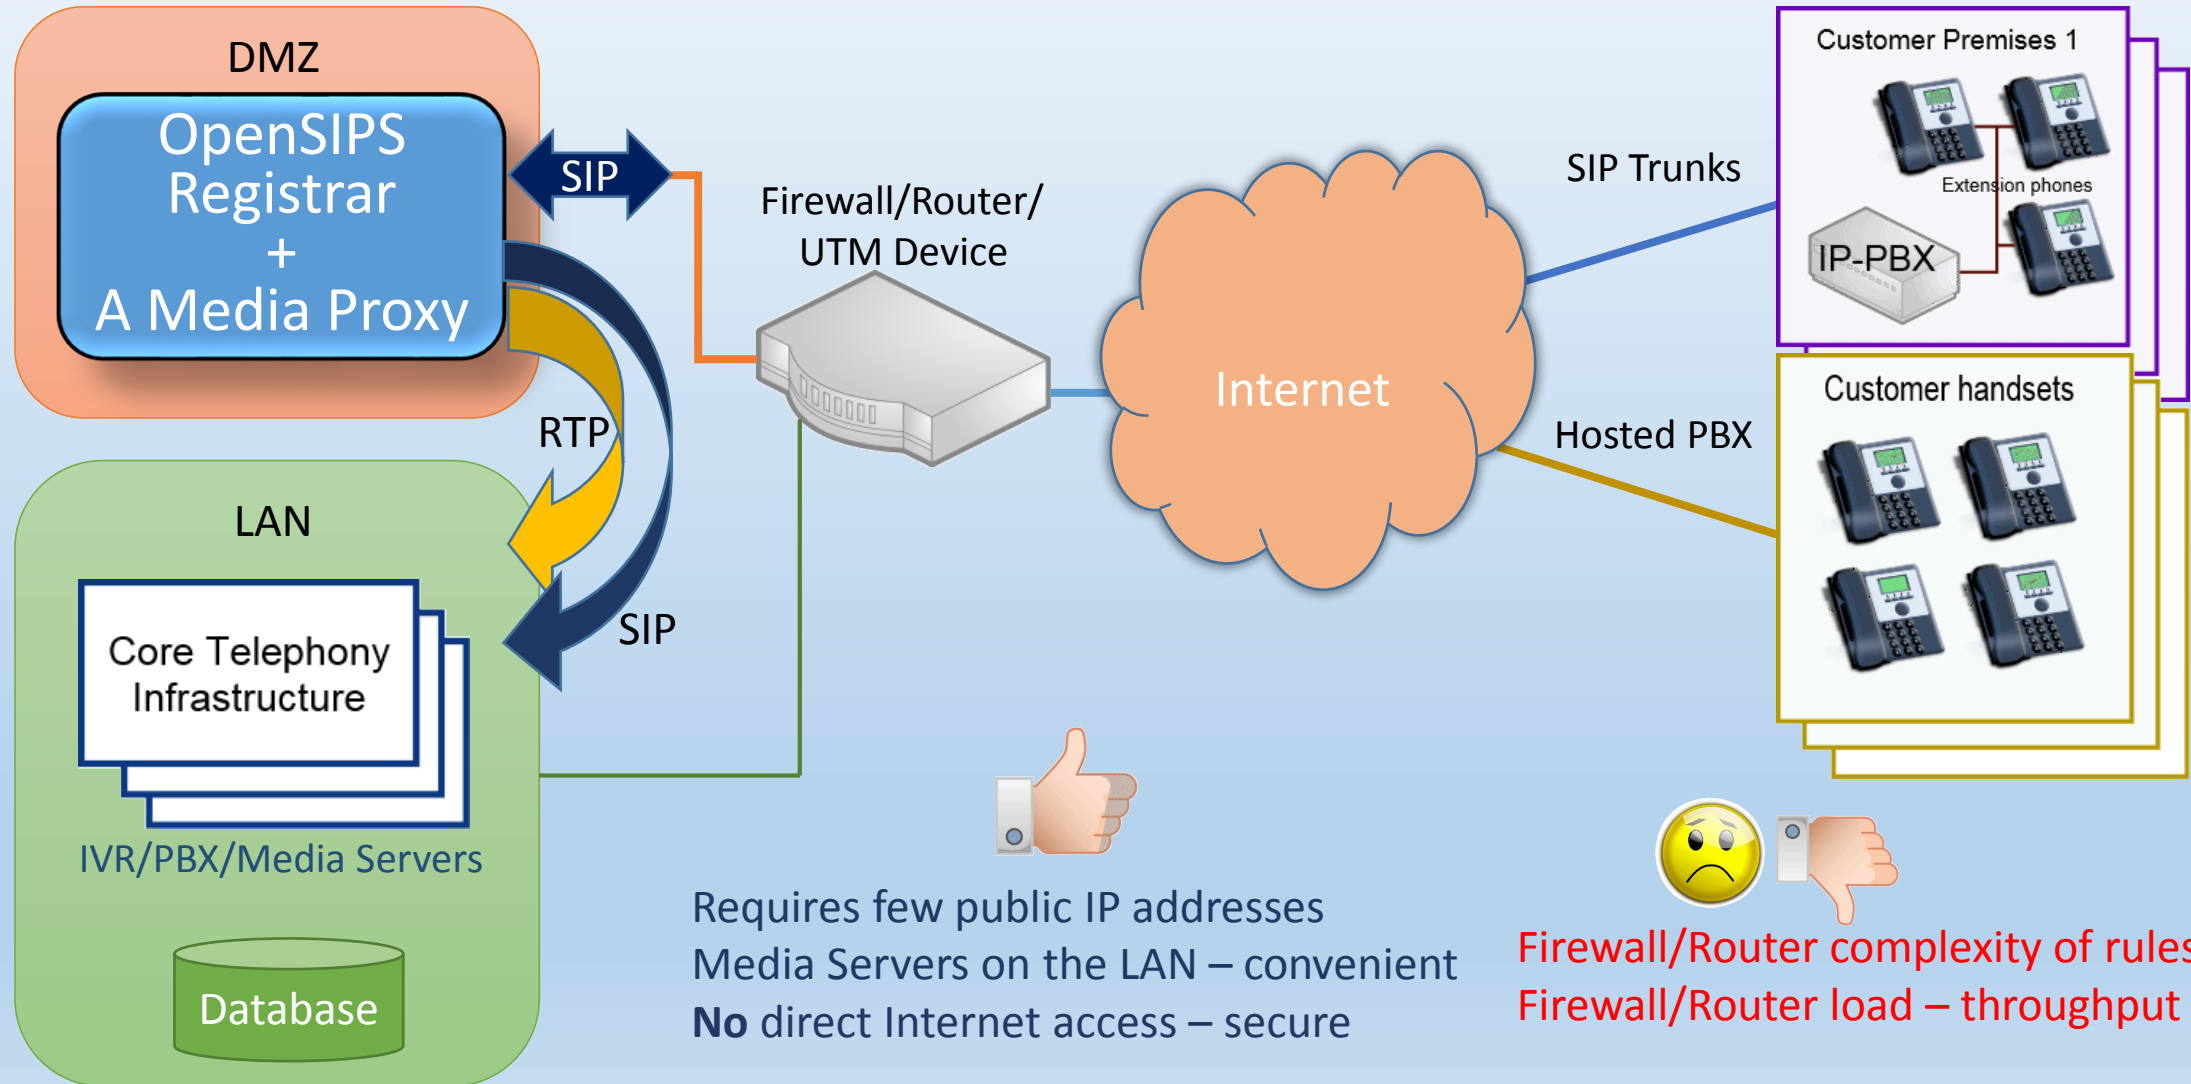 DMZ
OpenSIPS
Registrar
+
A Media Proxy
SIP
RTP
SIP
LAN
Core Telephony
Infrastructure
IVR/PBX/Media Servers
Database
Firewall/Router/
UTM Device
Internet
SIP Trunks
Hosted PBX
Customer Premises 1
Extension phones
IP-PBX
Customer handsets
Requires few public IP addresses
Media Servers on the LAN – convenient
No direct Internet access – secure
Firewall/Router complexity of rules
Firewall/Router load – throughput